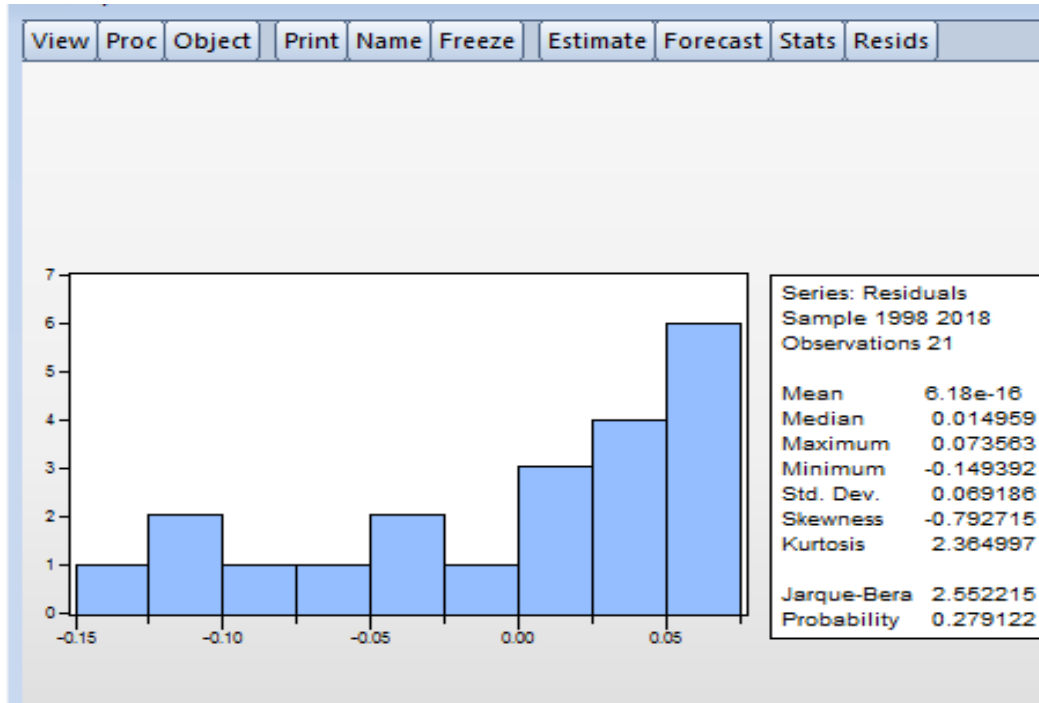 View Proc Object Print Name Freeze Estimate Forecast Stats Resids
7
6
5
4
3
2
1
0
-0.15 -0.10 -0.05 0.00 0.05
Series: Residuals
Sample 1998 2018
Observations 21
Mean 6.18e-16
Median 0.014959
Maximum 0.073563
Minimum -0.149392
Std. Dev. 0.069186
Skewness -0.792715
Kurtosis 2.364997
Jarque-Bera 2.552215
Probability 0.279122